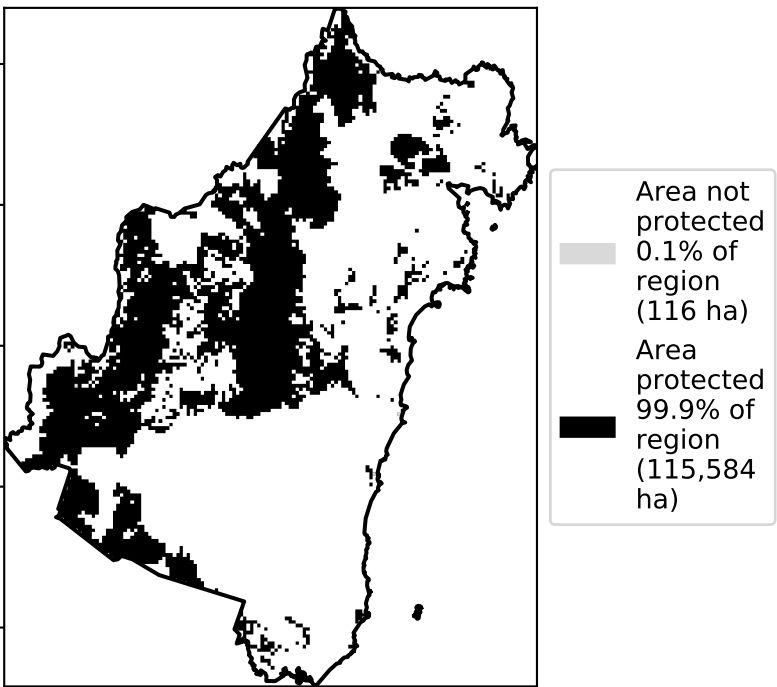 Area not
protected
0.1% of
region
(116 ha)
Area
protected
99.9% of
region
(115,584
ha)